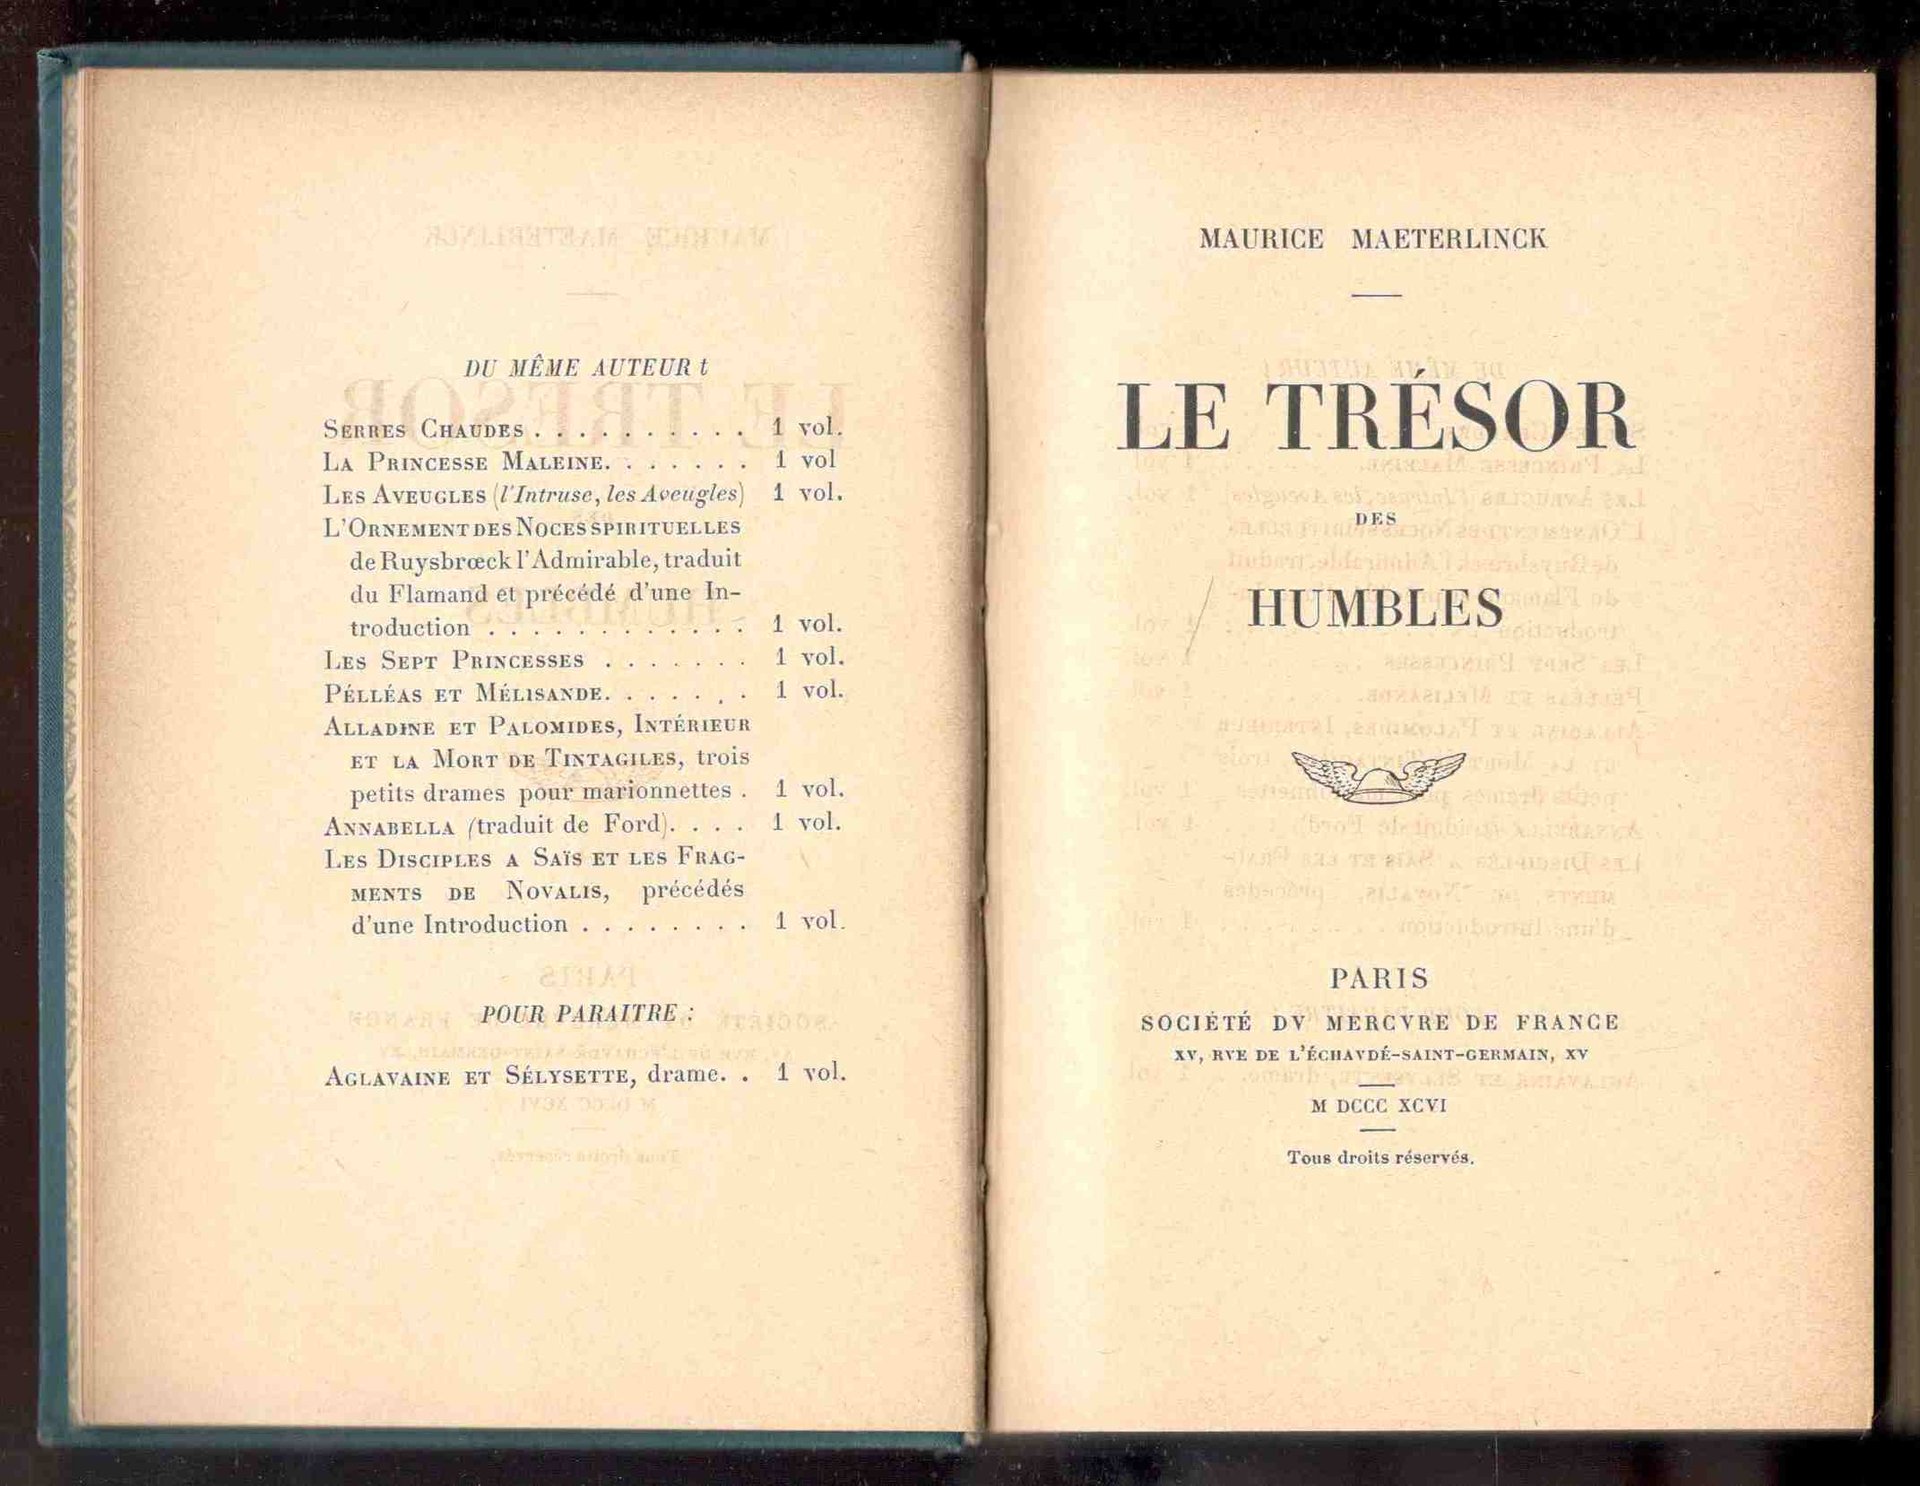 DU MÊME AUTEUR t
SERRES CHAUDES . . . . . . . . . . 1 vol.
LA PRINCESSE MALEINE. . . . . . . 1 vol
LES AVEUGLES (l'Intruse, les Aveugles) 1 vol.
L'ORNEMENT DES NOCES SPIRITUELLES
de Ruysbrœck l'Admirable, traduit
du Flamand et précédé d'une In-
troduction . . . . . . . . . . . . 1 vol.
LES SEPT PRINCESSES . . . . . . . 1 vol.
PÉLLÉAS ET MÉLISANDE. . . . . . . 1 vol.
ALLADINE ET PALOMIDES, INTÉRIEUR
ET LA MORT DE TINTAGILES, trois
petits drames pour marionnettes . 1 vol.
ANNABELLA (traduit de Ford). . . . 1 vol.
LES DISCIPLES A SAÏS ET LES FRAG-
MENTS DE NOVALIS, précédés
d'une Introduction . . . . . . . . 1 vol.
POUR PARAITRE :
AGLAVAINE ET SÉLYSETTE, drame. . 1 vol.
MAURICE MAETERLINCK
LE TRÉSOR
DES
HUMBLES
PARIS
SOCIÉTÉ DV MERCVRE DE FRANCE
XV, RVE DE L'ÉCHAVDÉ-SAINT-GERMAIN, XV
M DCCC XCVI
Tous droits réservés.